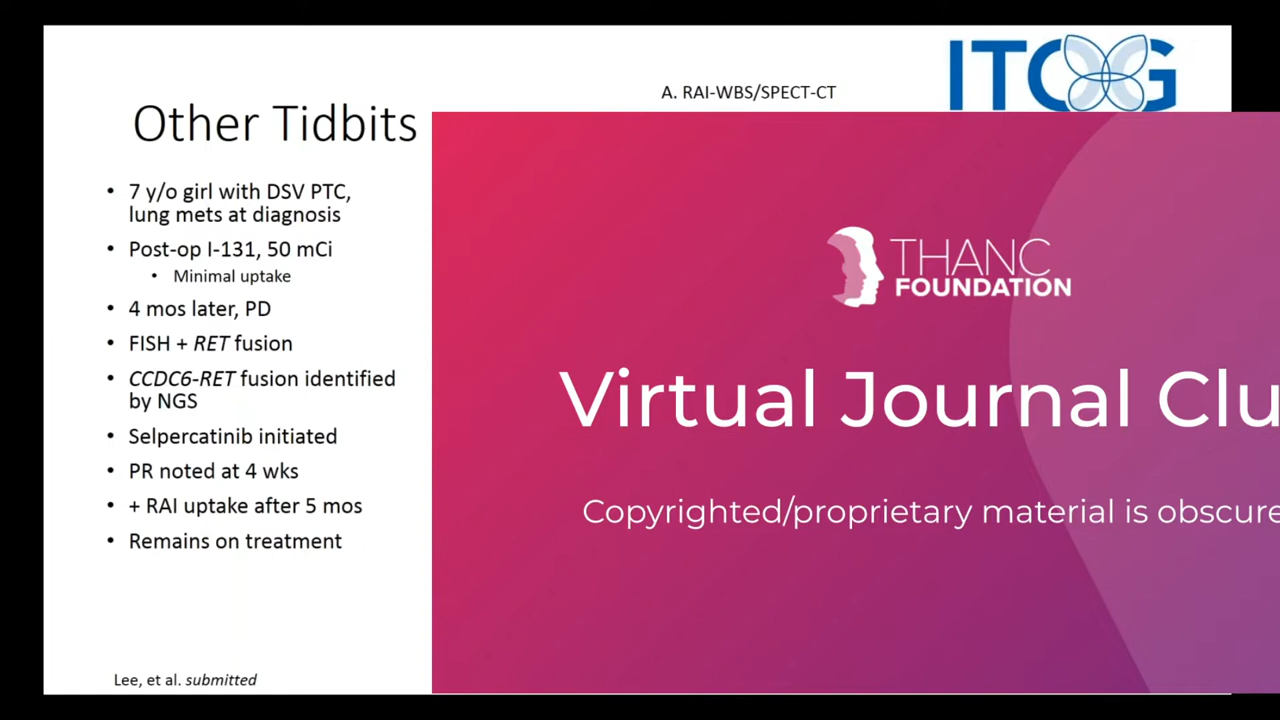 ITCOG
A. RAI-WBS/SPECT-CT
Other Tidbits
• 7 y/o girl with DSV PTC,
lung mets at diagnosis
• Post-op I-131, 50 mCi
• Minimal uptake
• 4 mos later, PD
• FISH + RET fusion
• CCDC6-RET fusion identified
by NGS
• Selpercatinib initiated
• PR noted at 4 wks
• + RAI uptake after 5 mos
• Remains on treatment
Lee, et al. submitted
THANC
FOUNDATION
Virtual Journal Clu
Copyrighted/proprietary material is obscure